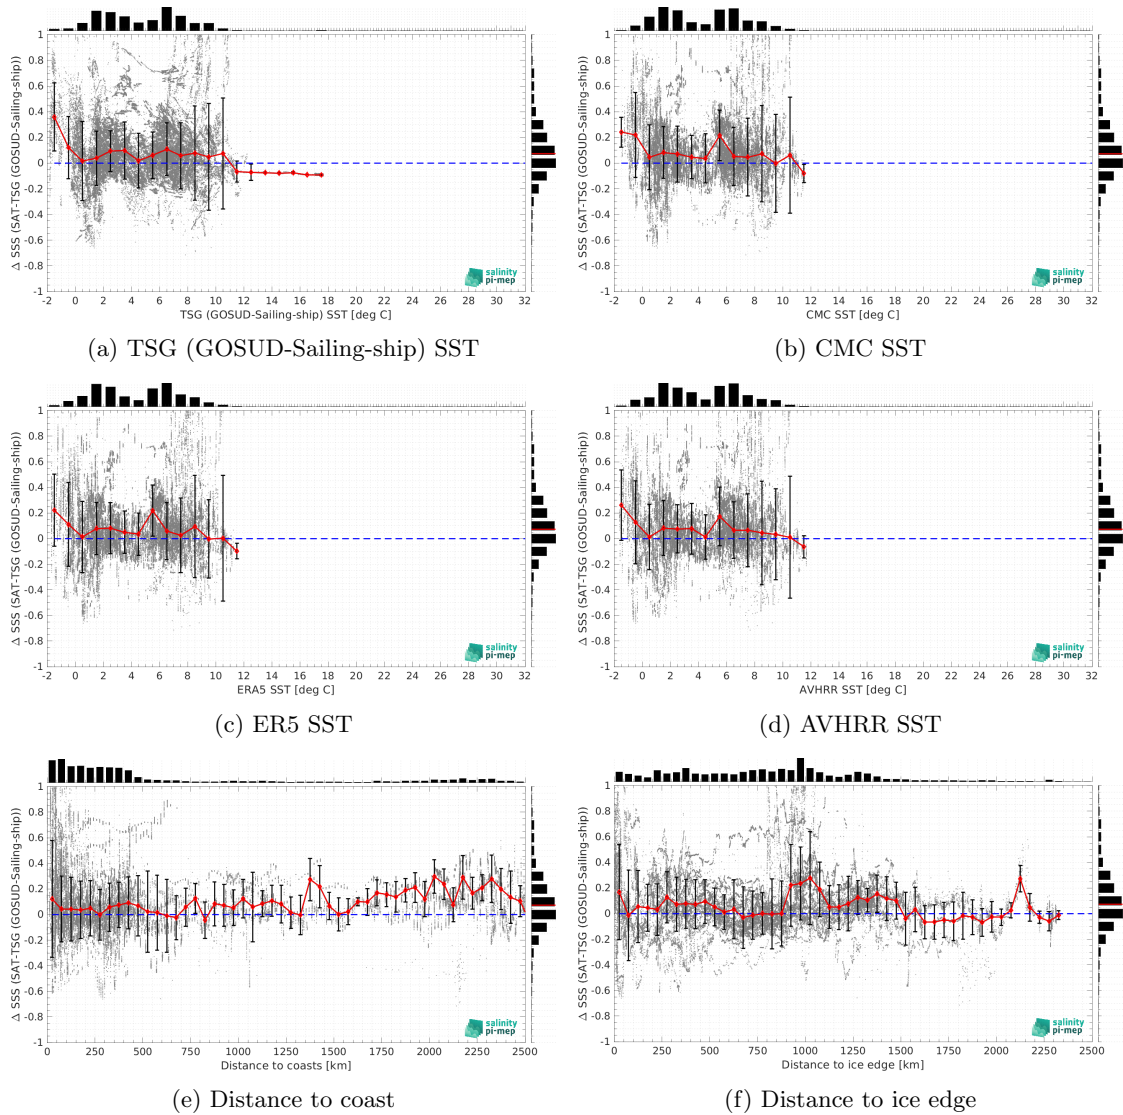 Δ SSS (SAT-TSG (GOSUD-Sailing-ship))
1
0.8
0.6
0.4
0.2
0
-0.2
-0.4
-0.6
-0.8
-1
salinity
pi-mep
-2 0 2 4 6 8 10 12 14 16 18 20 22 24 26 28 30 32
TSG (GOSUD-Sailing-ship) SST [deg C]
(a) TSG (GOSUD-Sailing-ship) SST
Δ SSS (SAT-TSG (GOSUD-Sailing-ship))
1
0.8
0.6
0.4
0.2
0
-0.2
-0.4
-0.6
-0.8
-1
salinity
pi-mep
-2 0 2 4 6 8 10 12 14 16 18 20 22 24 26 28 30 32
CMC SST [deg C]
(b) CMC SST
Δ SSS (SAT-TSG (GOSUD-Sailing-ship))
1
0.8
0.6
0.4
0.2
0
-0.2
-0.4
-0.6
-0.8
-1
salinity
pi-mep
-2 0 2 4 6 8 10 12 14 16 18 20 22 24 26 28 30 32
ERA5 SST [deg C]
(c) ER5 SST
Δ SSS (SAT-TSG (GOSUD-Sailing-ship))
1
0.8
0.6
0.4
0.2
0
-0.2
-0.4
-0.6
-0.8
-1
salinity
pi-mep
-2 0 2 4 6 8 10 12 14 16 18 20 22 24 26 28 30 32
AVHRR SST [deg C]
(d) AVHRR SST
Δ SSS (SAT-TSG (GOSUD-Sailing-ship))
1
0.8
0.6
0.4
0.2
0
-0.2
-0.4
-0.6
-0.8
-1
salinity
pi-mep
0 250 500 750 1000 1250 1500 1750 2000 2250 2500
Distance to coasts [km]
(e) Distance to coast
Δ SSS (SAT-TSG (GOSUD-Sailing-ship))
1
0.8
0.6
0.4
0.2
0
-0.2
-0.4
-0.6
-0.8
-1
salinity
pi-mep
0 250 500 750 1000 1250 1500 1750 2000 2250 2500
Distance to ice edge [km]
(f) Distance to ice edge